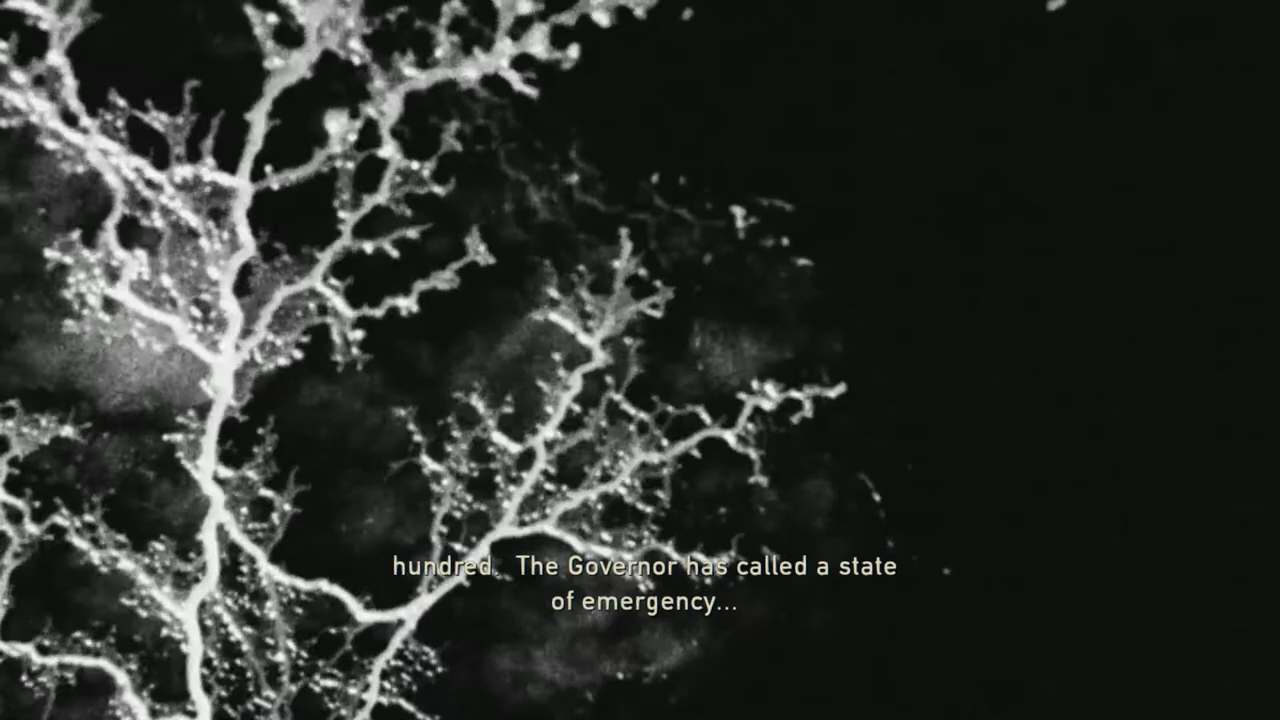 hundred.  The Governor has called a state
of emergency...